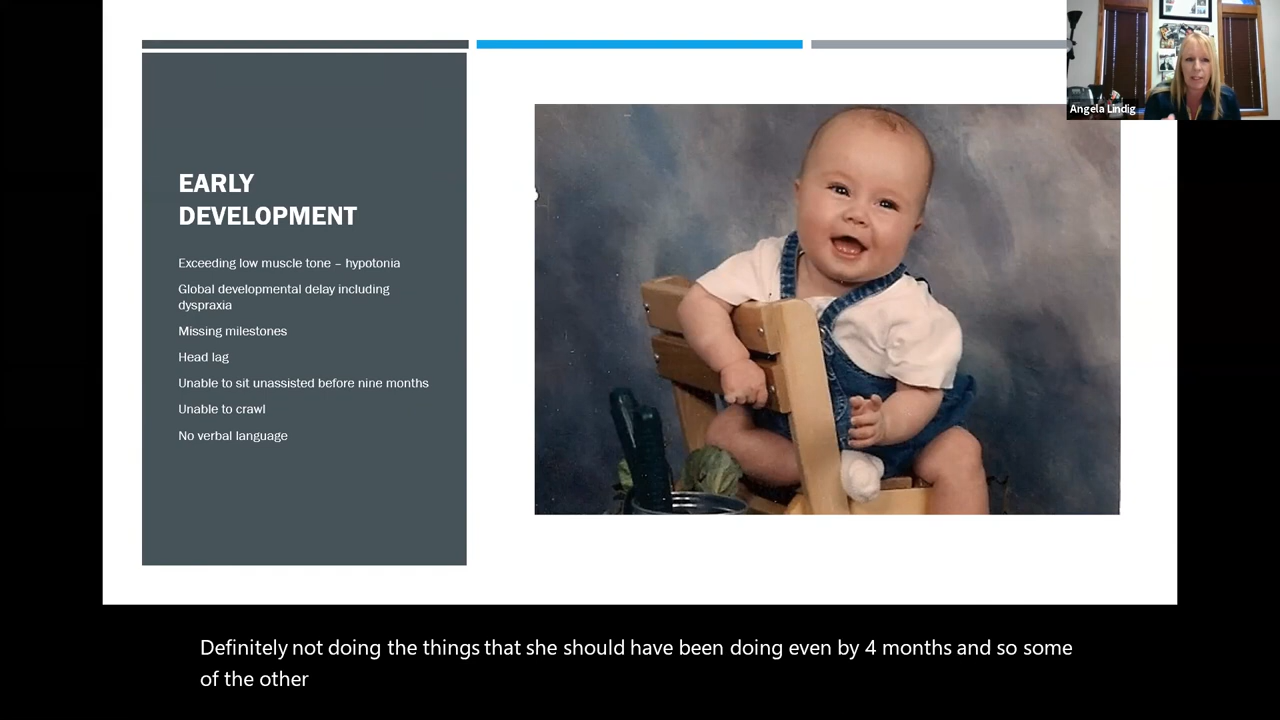 EARLY
DEVELOPMENT
Exceeding low muscle tone – hypotonia
Global developmental delay including
dyspraxia
Missing milestones
Head lag
Unable to sit unassisted before nine months
Unable to crawl
No verbal language
Angela Lindig
Definitely not doing the things that she should have been doing even by 4 months and so some
of the other